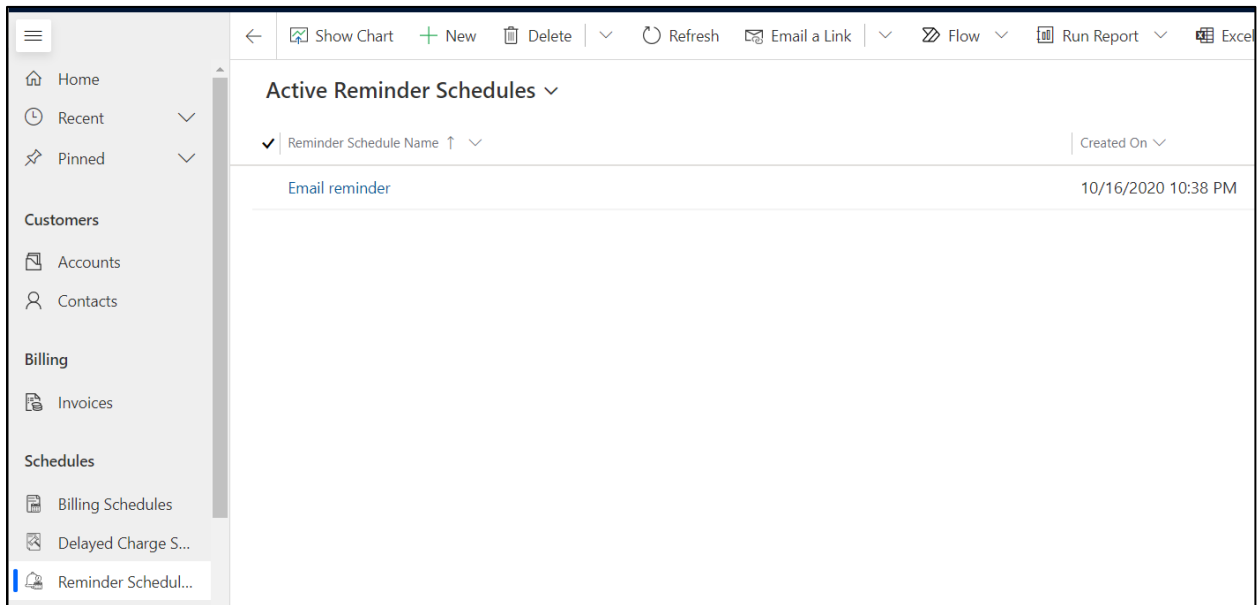 Show Chart New Delete Refresh Email a Link Flow Run Report Excel
Home
Recent
Pinned
Customers
Accounts
Contacts
Billing
Invoices
Schedules
Billing Schedules
Delayed Charge S...
Reminder Schedul...
Active Reminder Schedules
Reminder Schedule Name ↑ Created On
Email reminder 10/16/2020 10:38 PM